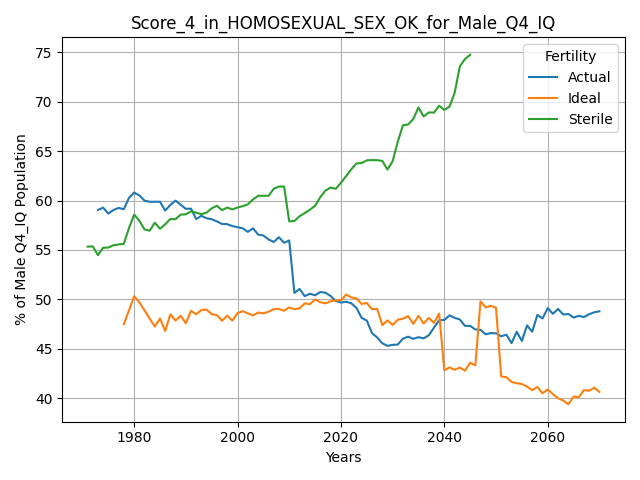 Score_4_in_HOMOSEXUAL_SEX_OK_for_Male_Q4_IQ
Fertility
Actual
Ideal
Sterile
% of Male Q4_IQ Population
75
70
65
60
55
50
45
40
1980
2000
2020
2040
2060
Years